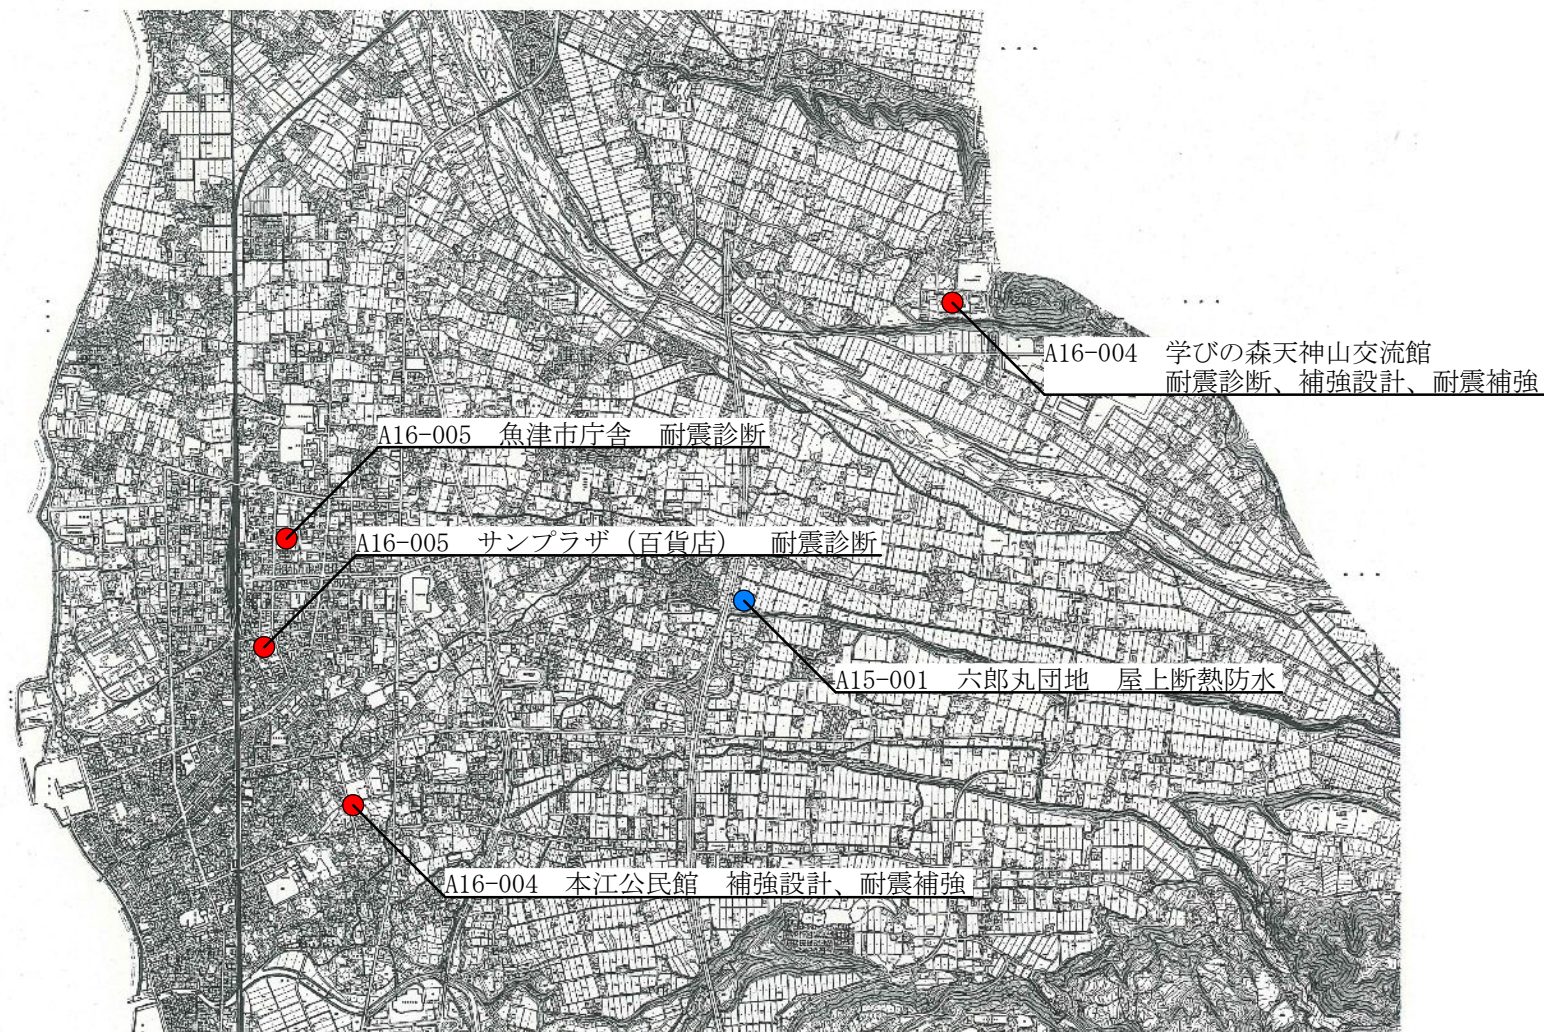 A16-004　学びの森天神山交流館
耐震診断、補強設計、耐震補強
A16-005　魚津市庁舎　耐震診断
A16-005　サンプラザ（百貨店）　耐震診断
A15-001　六郎丸団地　屋上断熱防水
A16-004　本江公民館　補強設計、耐震補強